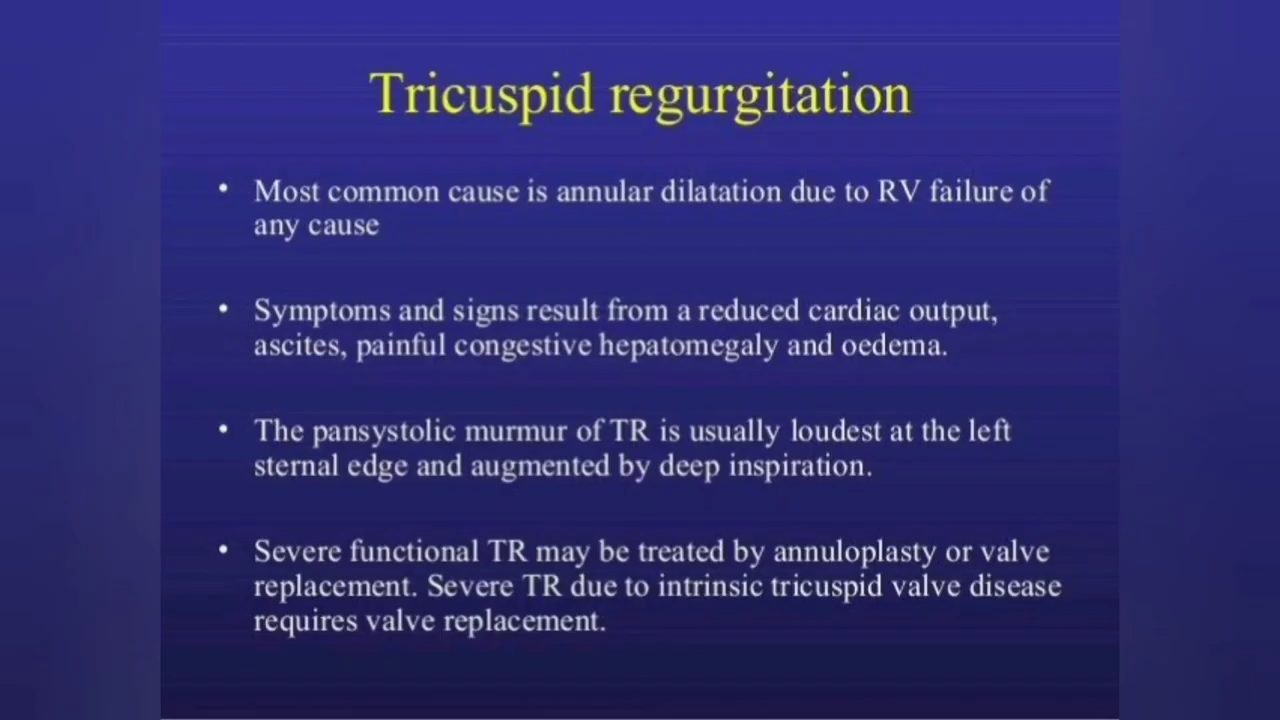 Tricuspid regurgitation
• Most common cause is annular dilatation due to RV failure of
any cause
• Symptoms and signs result from a reduced cardiac output,
ascites, painful congestive hepatomegaly and oedema.
• The pansystolic murmur of TR is usually loudest at the left
sternal edge and augmented by deep inspiration.
• Severe functional TR may be treated by annuloplasty or valve
replacement. Severe TR due to intrinsic tricuspid valve disease
requires valve replacement.